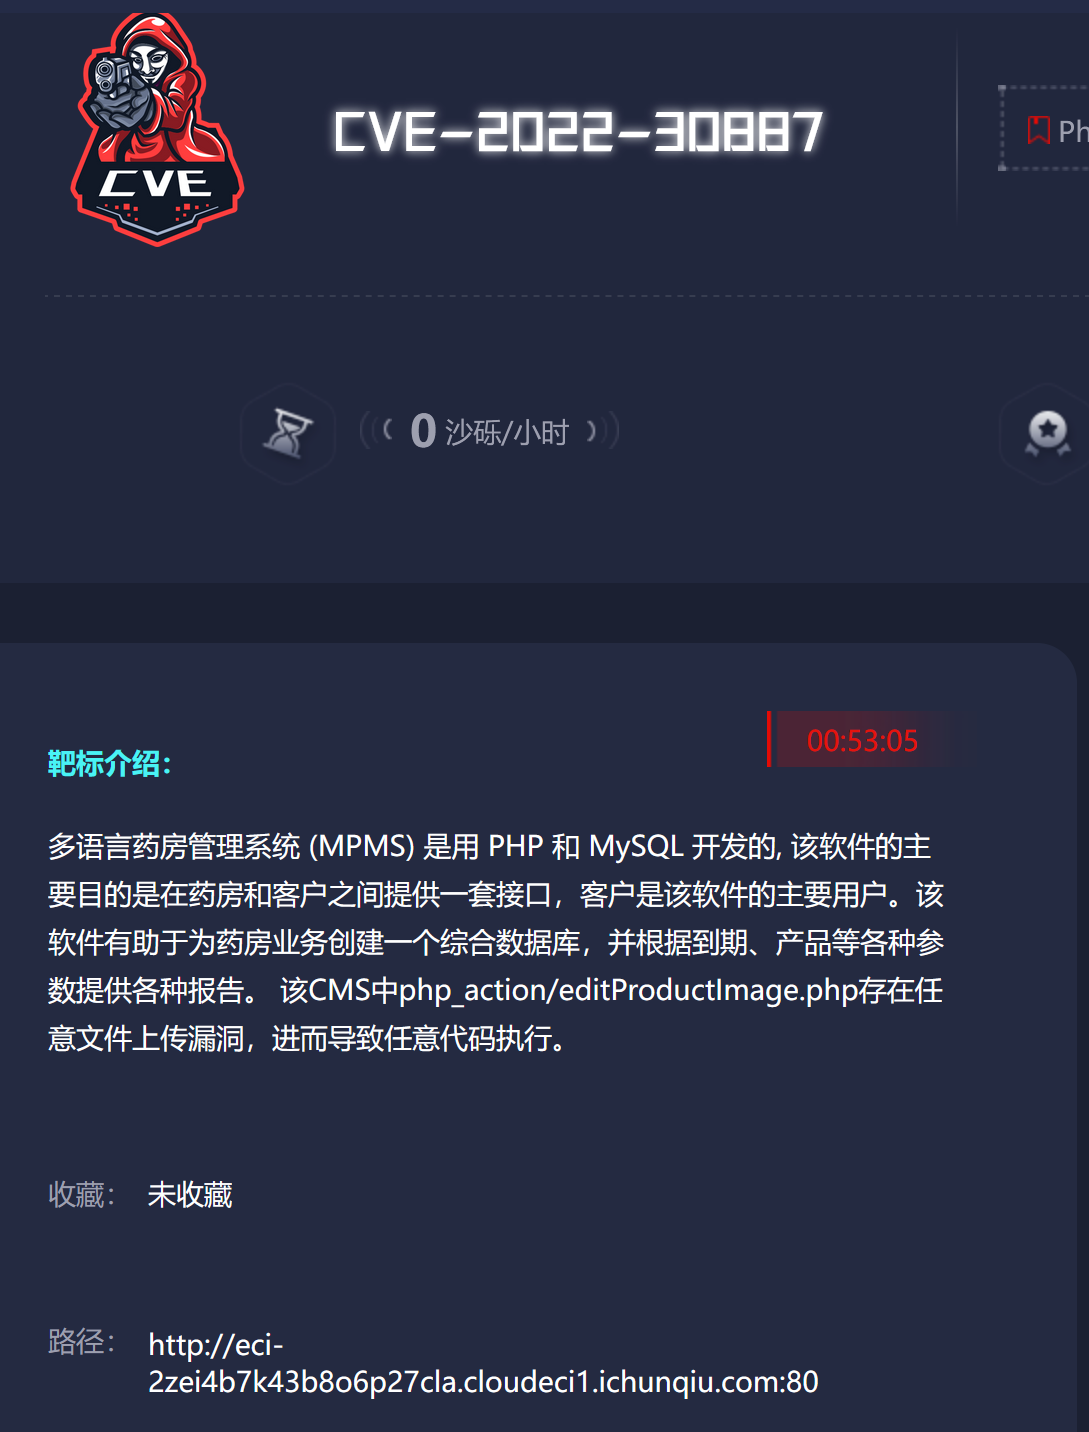 CVE
CVE-2022-30887
0 沙砾/小时
00:53:05
靶标介绍：
多语言药房管理系统 (MPMS) 是用 PHP 和 MySQL 开发的, 该软件的主
要目的是在药房和客户之间提供一套接口，客户是该软件的主要用户。该
软件有助于为药房业务创建一个综合数据库，并根据到期、产品等各种参
数提供各种报告。 该CMS中php_action/editProductImage.php存在任
意文件上传漏洞，进而导致任意代码执行。
收藏： 未收藏
路径： http://eci-
2zei4b7k43b8o6p27cla.cloudeci1.ichunqiu.com:80